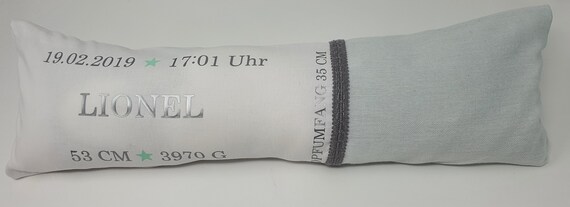 19.02.2019 17:01 Uhr
LIONEL
53 CM 3970 G
PFUMFANG 35 CM